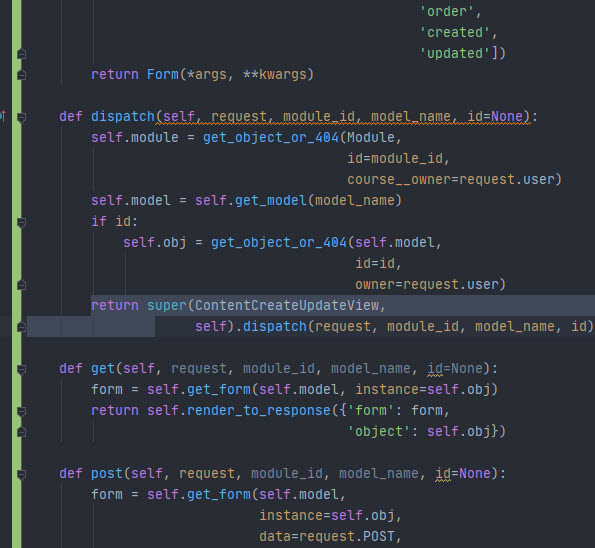 'order',
'created',
'updated'])
return Form(*args, **kwargs)
def dispatch(self, request, module_id, model_name, id=None):
self.module = get_object_or_404(Module,
id=module_id,
course__owner=request.user)
self.model = self.get_model(model_name)
if id:
self.obj = get_object_or_404(self.model,
id=id,
owner=request.user)
return super(ContentCreateUpdateView,
self).dispatch(request, module_id, model_name, id)
def get(self, request, module_id, model_name, id=None):
form = self.get_form(self.model, instance=self.obj)
return self.render_to_response({'form': form,
'object': self.obj})
def post(self, request, module_id, model_name, id=None):
form = self.get_form(self.model,
instance=self.obj,
data=request.POST,